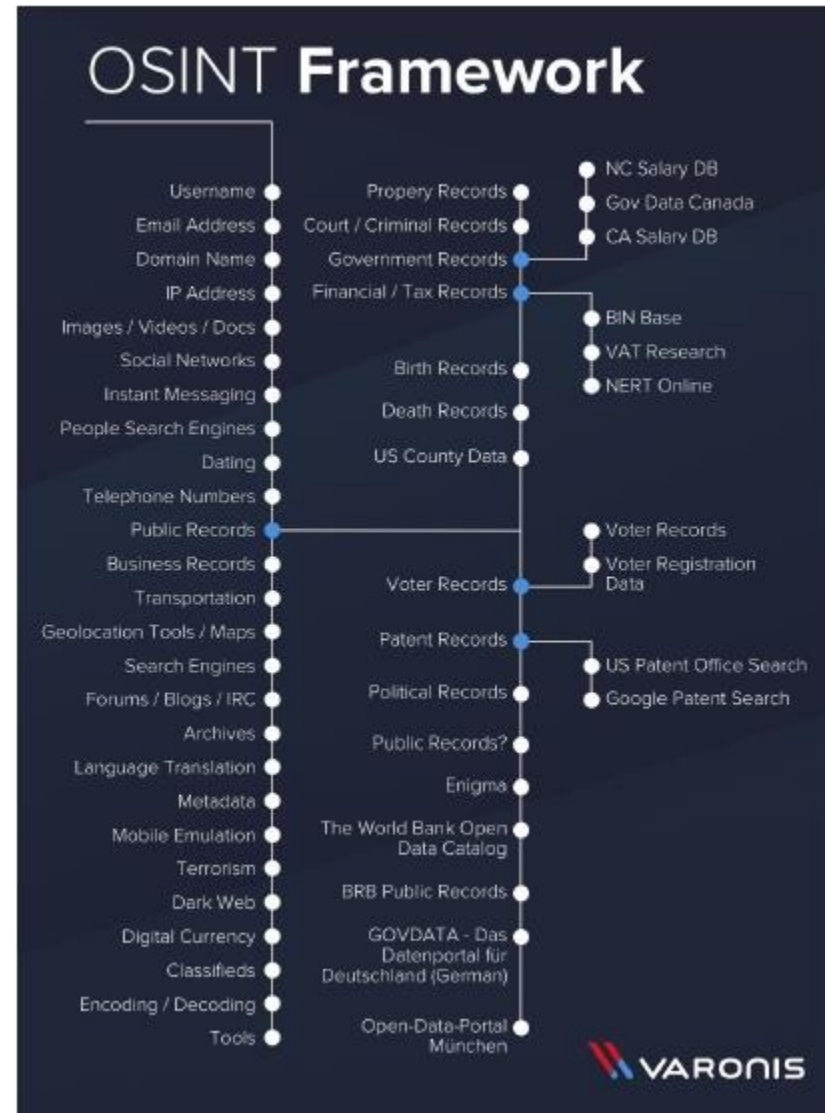 OSINT Framework
Username
Email Address
Domain Name
IP Address
Images / Videos / Docs
Social Networks
Instant Messaging
People Search Engines
Dating
Telephone Numbers
Public Records
Business Records
Transportation
Geolocation Tools / Maps
Search Engines
Forums / Blogs / IRC
Archives
Language Translation
Metadata
Mobile Emulation
Terrorism
Dark Web
Digital Currency
Classifieds
Encoding / Decoding
Tools
Propery Records
Court / Criminal Records
Government Records
Financial / Tax Records
Birth Records
Death Records
US County Data
Voter Records
Patent Records
Political Records
Public Records?
Enigma
The World Bank Open
Data Catalog
BRB Public Records
GOVDATA - Das
Datenportal für
Deutschland (German)
Open-Data-Portal
München
NC Salary DB
Gov Data Canada
CA Salary DB
BIN Base
VAT Research
NERT Online
Voter Records
Voter Registration
Data
US Patent Office Search
Google Patent Search
VARONIS